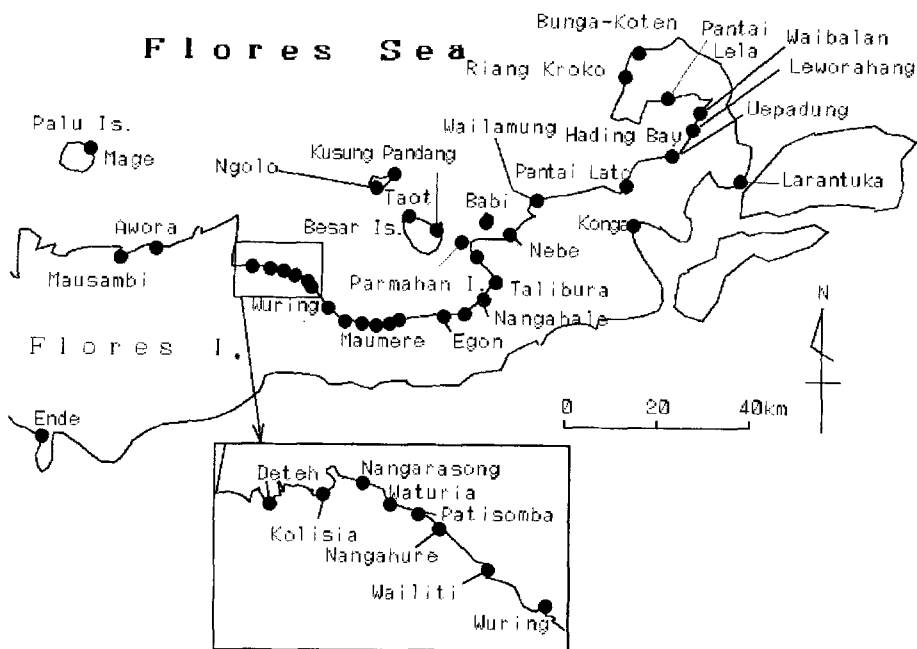 Flores Sea
Bunga-Koten
Pantai
Lela
Waibalan
Riang Kroko
Leworahang
Uepadung
Palu Is.
Mage
Wailamung
Hading Bay
Kusung Pandang
Ngolo
Pantai Lato
Taot
Babi
Larantuka
Awora
Besar Is.
Konga
Nebe
Mausambi
Parmahan I.
Talibura
N
Wuring
Nangahale
Maumere
Egon
Flores I.
0 20 40km
Ende
Deteh
Nangarasong
Waturia
Patisomba
Kolisia
Nangahure
Wailiti
Wuring